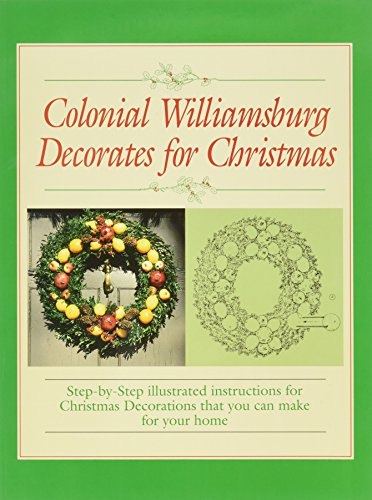 Colonial Williamsburg
Decorates for Christmas
Step-by-Step illustrated instructions for
Christmas Decorations that you can make
for your home